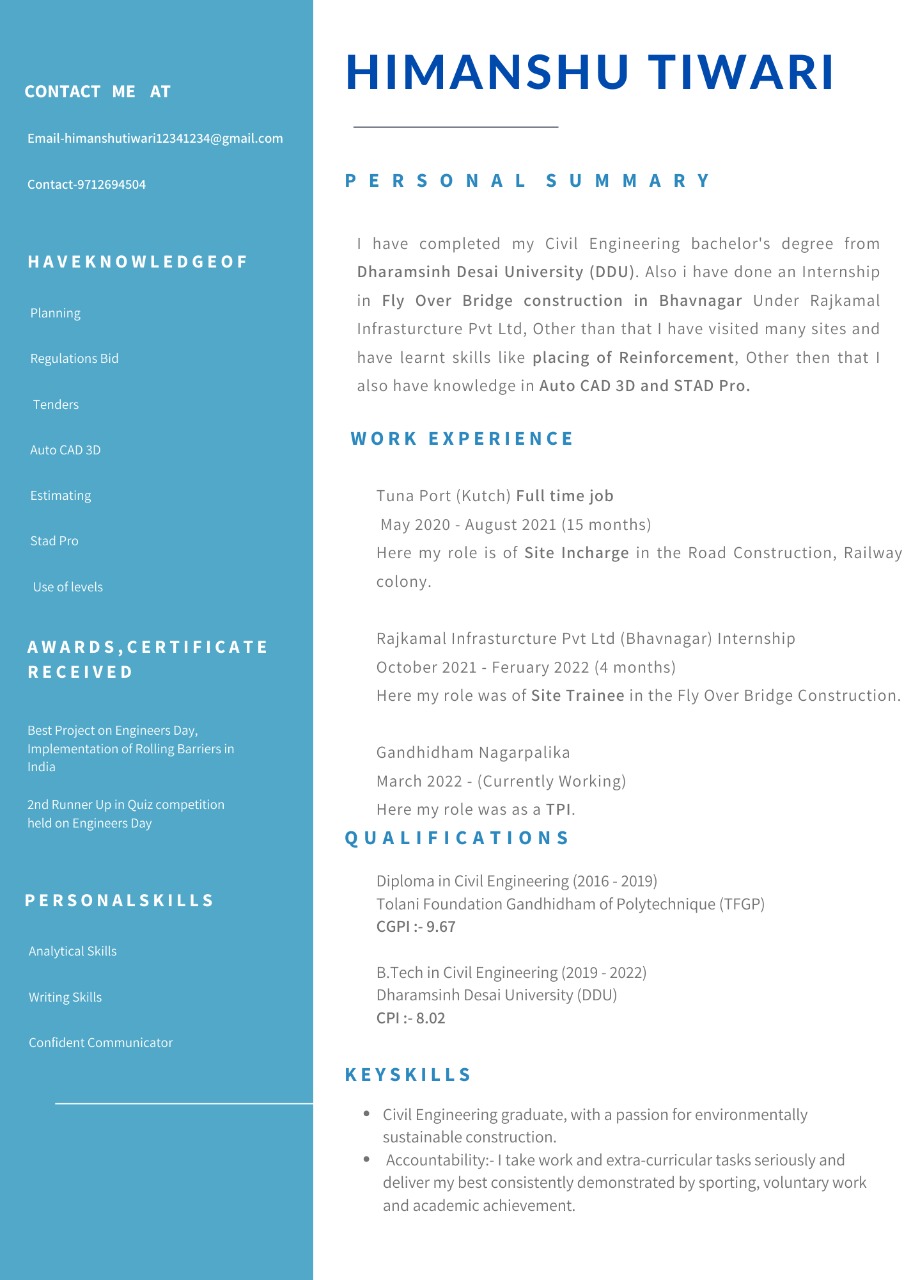 CONTACT ME AT
Email-himanshutiwari12341234@gmail.com
Contact-9712694504
HAVEKNOWLEDGEOF
Planning
Regulations Bid
Tenders
Auto CAD 3D
Estimating
Stad Pro
Use of levels
AWARDS,CERTIFICATE
RECEIVED
Best Project on Engineers Day,
Implementation of Rolling Barriers in
India
2nd Runner Up in Quiz competition
held on Engineers Day
PERSONALSKILLS
Analytical Skills
Writing Skills
Confident Communicator
HIMANSHU TIWARI
PERSONAL SUMMARY
I have completed my Civil Engineering bachelor's degree from
Dharamsinh Desai University (DDU). Also i have done an Internship
in Fly Over Bridge construction in Bhavnagar Under Rajkamal
Infrasturcture Pvt Ltd, Other than that I have visited many sites and
have learnt skills like placing of Reinforcement, Other then that I
also have knowledge in Auto CAD 3D and STAD Pro.
WORK EXPERIENCE
Tuna Port (Kutch) Full time job
May 2020 - August 2021 (15 months)
Here my role is of Site Incharge in the Road Construction, Railway
colony.
Rajkamal Infrasturcture Pvt Ltd (Bhavnagar) Internship
October 2021 - Feruary 2022 (4 months)
Here my role was of Site Trainee in the Fly Over Bridge Construction.
Gandhidham Nagarpalika
March 2022 - (Currently Working)
Here my role was as a TPI.
QUALIFICATIONS
Diploma in Civil Engineering (2016 - 2019)
Tolani Foundation Gandhidham of Polytechnique (TFGP)
CGPI :- 9.67
B.Tech in Civil Engineering (2019 - 2022)
Dharamsinh Desai University (DDU)
CPI :- 8.02
KEYSKILLS
• Civil Engineering graduate, with a passion for environmentally
sustainable construction.
• Accountability:- I take work and extra-curricular tasks seriously and
deliver my best consistently demonstrated by sporting, voluntary work
and academic achievement.